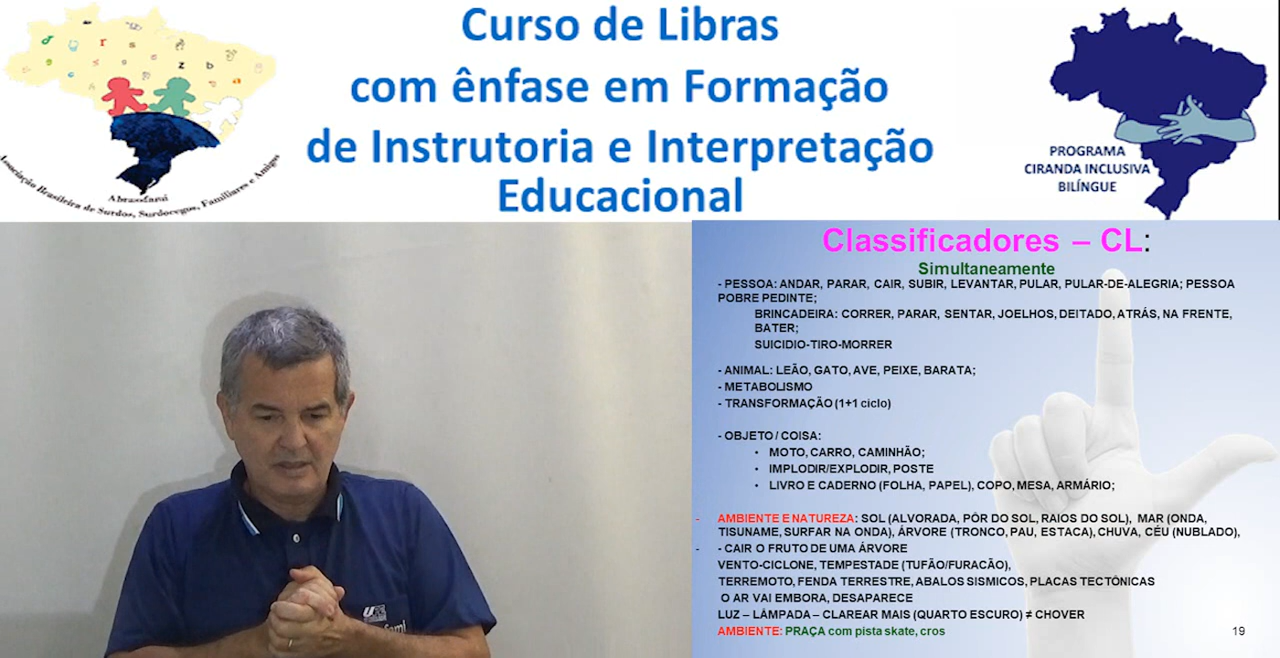 Curso de Libras
com ênfase em Formação
de Instrutoria e Interpretação
Educacional
Associação Brasileira de Surdos, Surdocegos, Familiares e Amigos
PROGRAMA
CIRANDA INCLUSIVA
BILÍNGUE
Classificadores – CL:
Simultaneamente
- PESSOA: ANDAR, PARAR, CAIR, SUBIR, LEVANTAR, PULAR, PULAR-DE-ALEGRIA; PESSOA
POBRE PEDINTE;
BRINCADEIRA: CORRER, PARAR, SENTAR, JOELHOS, DEITADO, ATRÁS, NA FRENTE,
BATER;
SUICIDIO-TIRO-MORRER
- ANIMAL: LEÃO, GATO, AVE, PEIXE, BARATA;
- METABOLISMO
- TRANSFORMAÇÃO (1+1 ciclo)
- OBJETO / COISA:
• MOTO, CARRO, CAMINHÃO;
• IMPLODIR/EXPLODIR, POSTE
• LIVRO E CADERNO (FOLHA, PAPEL), COPO, MESA, ARMÁRIO;
- AMBIENTE E NATUREZA: SOL (ALVORADA, PÔR DO SOL, RAIOS DO SOL), MAR (ONDA,
TISUNAME, SURFAR NA ONDA), ÁRVORE (TRONCO, PAU, ESTACA), CHUVA, CÉU (NUBLADO),
- - CAIR O FRUTO DE UMA ÁRVORE
VENTO-CICLONE, TEMPESTADE (TUFÃO/FURACÃO),
TERREMOTO, FENDA TERRESTRE, ABALOS SISMICOS, PLACAS TECTÔNICAS
O AR VAI EMBORA, DESAPARECE
LUZ – LÂMPADA – CLAREAR MAIS (QUARTO ESCURO) ≠ CHOVER
AMBIENTE: PRAÇA com pista skate, cros
19